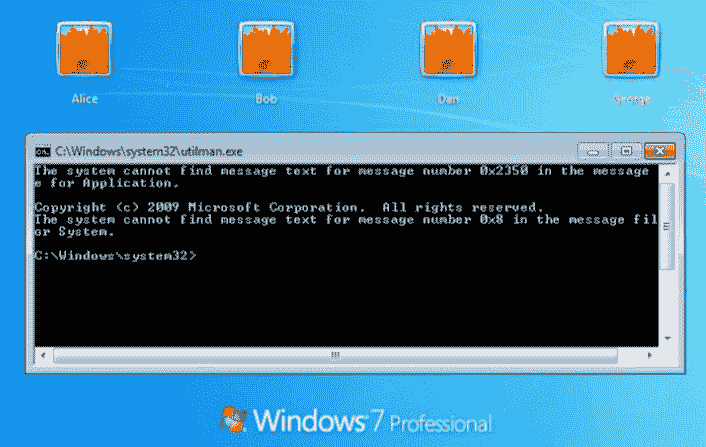 Alice Bob Dan
C:\Windows\system32\utilman.exe
The system cannot find message text for message number 0x2350 in the message
e for Application.
Copyright (c) 2009 Microsoft Corporation. All rights reserved.
The system cannot find message text for message number 0x8 in the message fil
or System.
C:\Windows\system32>
Windows 7 Professional